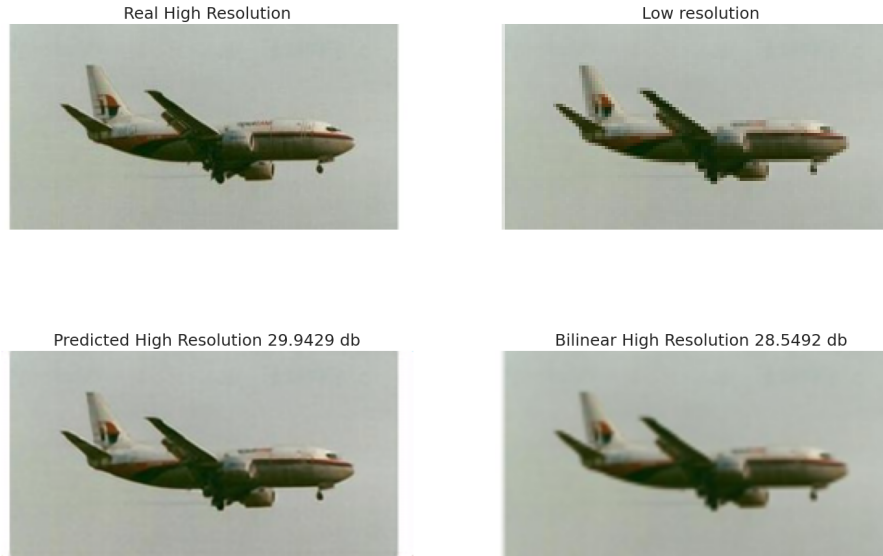 Real High Resolution
Low resolution
Predicted High Resolution 29.9429 db
Bilinear High Resolution 28.5492 db